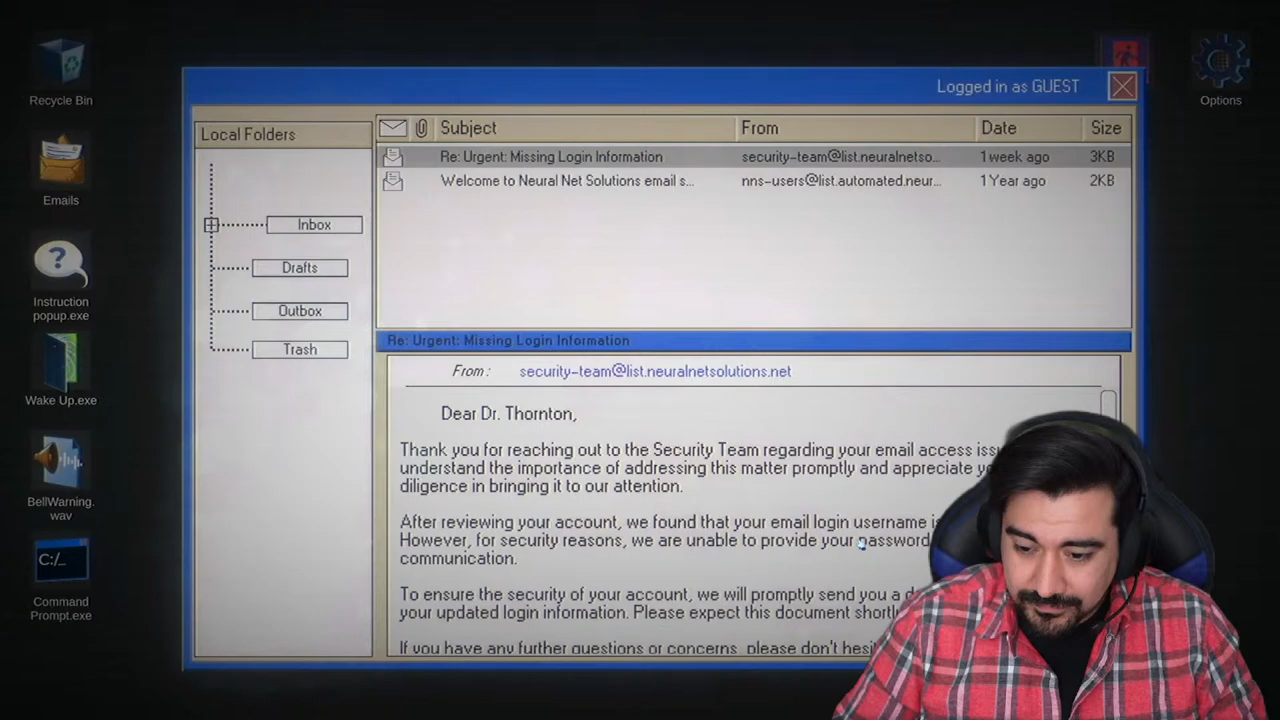 Logged in as GUEST
Recycle Bin
Options
Emails
Instruction
popup.exe
Wake Up.exe
BellWarning.
wav
C:/_
Command
Prompt.exe
Local Folders
Inbox
Drafts
Outbox
Trash
Subject From Date Size
Re: Urgent: Missing Login Information security-team@list.neuralnetso... 1 week ago 3KB
Welcome to Neural Net Solutions email s... nns-users@list.automated.neur... 1 Year ago 2KB
Re: Urgent: Missing Login Information
From: security-team@list.neuralnetsolutions.net
Dear Dr. Thornton,
Thank you for reaching out to the Security Team regarding your email access
understand the importance of addressing this matter promptly and appreciate
diligence in bringing it to our attention.
After reviewing your account, we found that your email login username
However, for security reasons, we are unable to provide your password
communication.
To ensure the security of your account, we will promptly send you a
your updated login information. Please expect this document
If you have any further questions or concerns, please don't